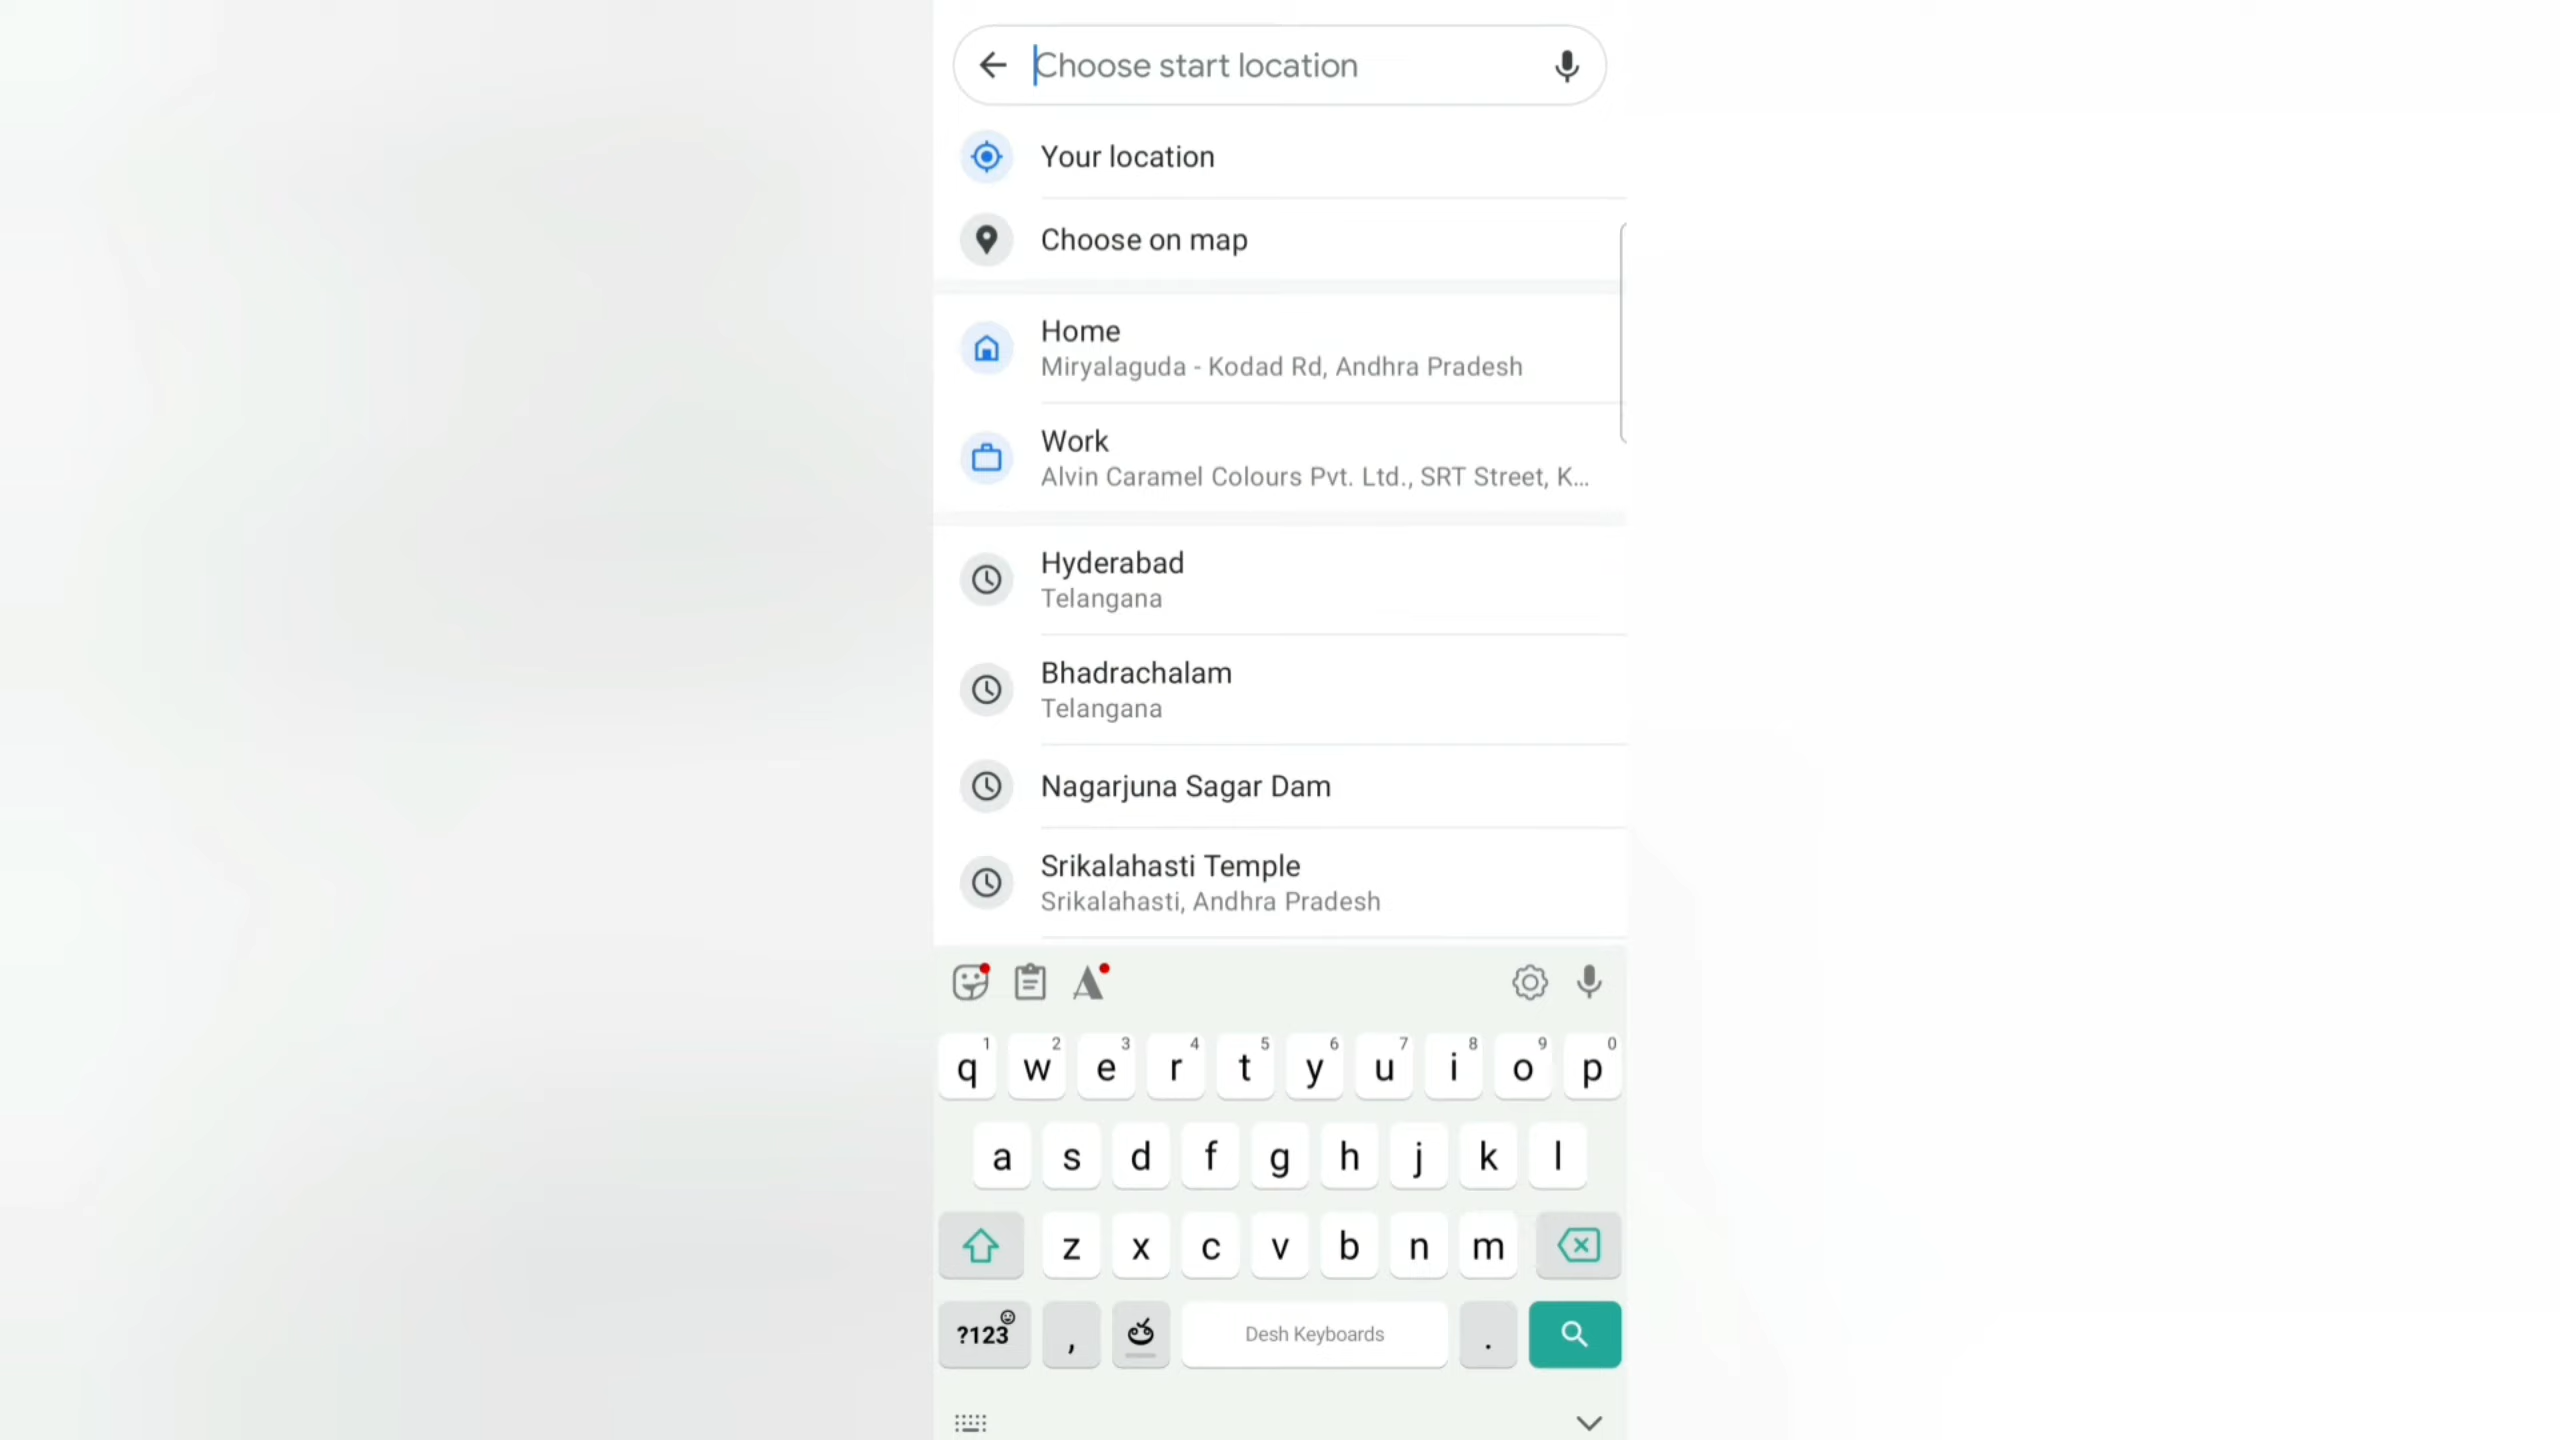 Choose start location
Your location
Choose on map
Home
Miryalaguda - Kodad Rd, Andhra Pradesh
Work
Alvin Caramel Colours Pvt. Ltd., SRT Street, K...
Hyderabad
Telangana
Bhadrachalam
Telangana
Nagarjuna Sagar Dam
Srikalahasti Temple
Srikalahasti, Andhra Pradesh
A
1 2 3 4 5 6 7 8 9 0
q w e r t y u i o p
a s d f g h j k l
z x c v b n m
?123 , త Desh Keyboards .